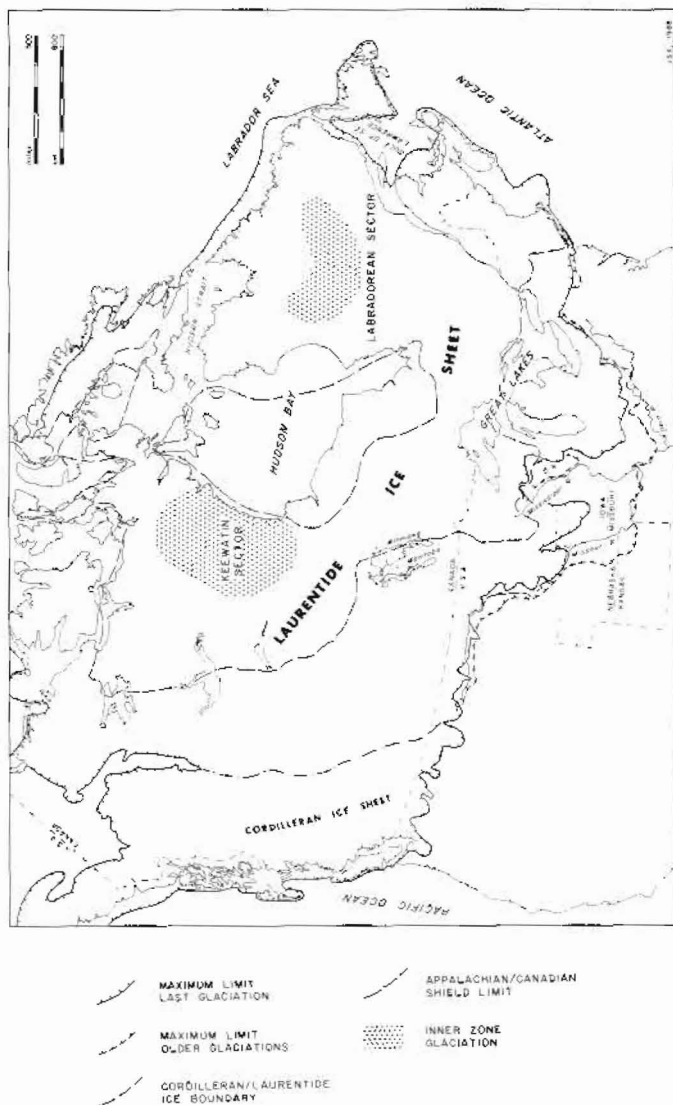 LABRADOR SEA
ATLANTIC OCEAN
HUDSON STRAIT
LABRADOREAN SECTOR
HUDSON BAY
KEEWATIN
SECTOR
LAURENTIDE
ICE
SHEET
GREAT LAKES
CANADA
U.S.A.
IOWA
MISSOURI
NEBRASKA
KANSAS
CORDILLERAN ICE SHEET
PACIFIC OCEAN
MAXIMUM LIMIT
LAST GLACIATION
MAXIMUM LIMIT
OLDER GLACIATIONS
CORDILLERAN/LAURENTIDE
ICE BOUNDARY
APPALACHIAN/CANADIAN
SHIELD LIMIT
INNER ZONE
GLACIATION